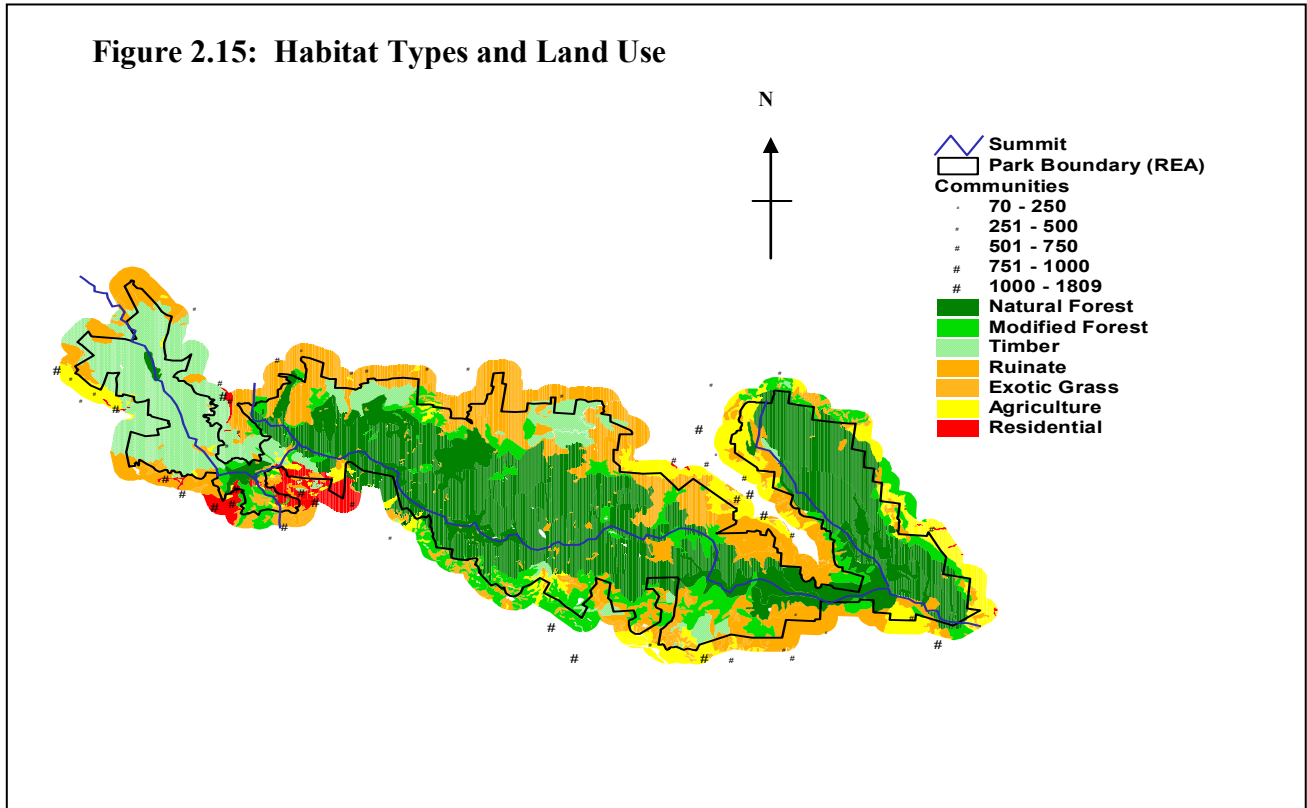 Figure 2.15: Habitat Types and Land Use
N
Summit
Park Boundary (REA)
Communities
70 - 250
251 - 500
# 501 - 750
# 751 - 1000
# 1000 - 1809
Natural Forest
Modified Forest
Timber
Ruinate
Exotic Grass
Agriculture
Residential